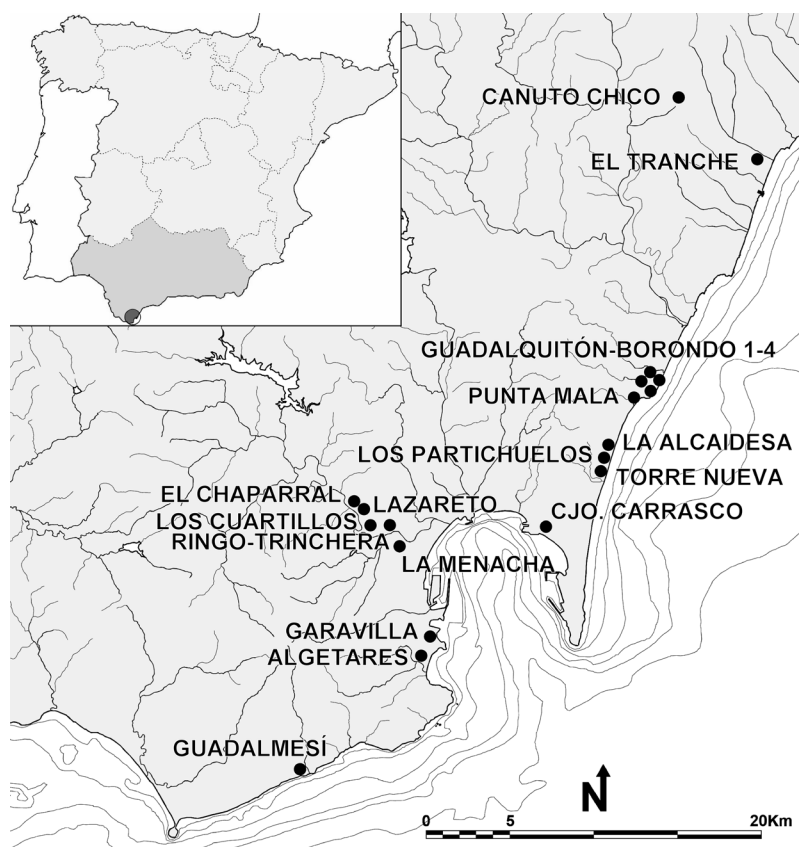 CANUTO CHICO
EL TRANCHE
GUADALQUITÓN-BORONDO 1-4
PUNTA MALA
LA ALCAIDESA
LOS PARTICHUELOS
TORRE NUEVA
EL CHAPARRAL
LAZARETO
CJO. CARRASCO
LOS CUARTILLOS
RINGO-TRINCHERA
LA MENACHA
GARAVILLA
ALGETARES
GUADALMESÍ
N
0 5 20Km